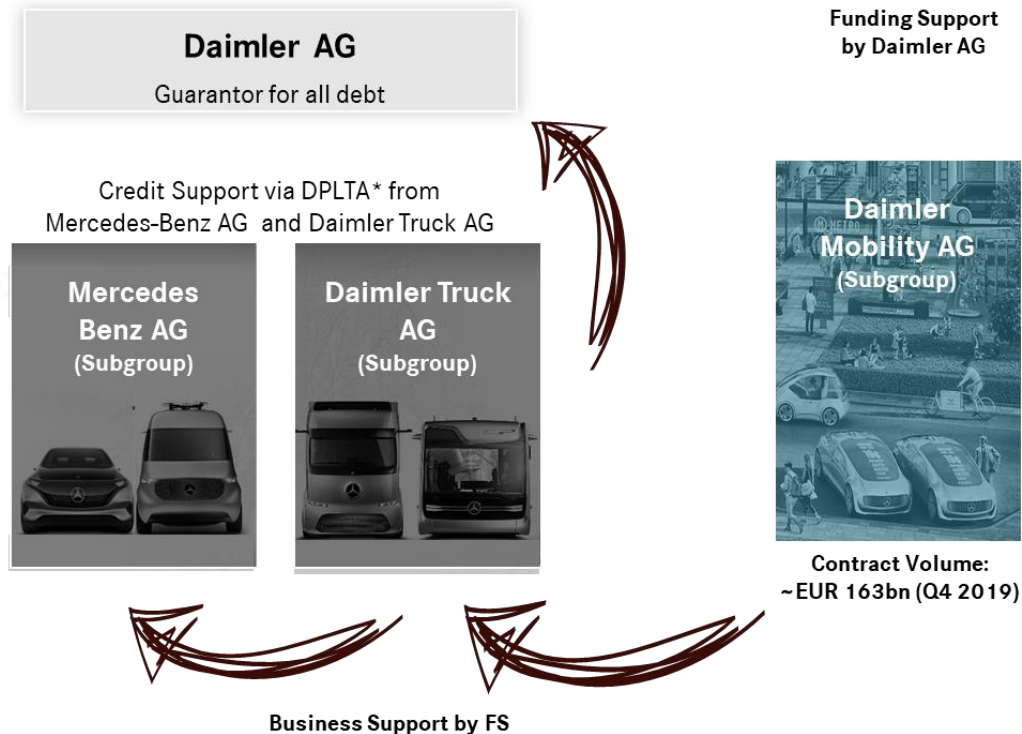 Daimler AG
Guarantor for all debt
Funding Support
by Daimler AG
Credit Support via DPLTA* from
Mercedes-Benz AG and Daimler Truck AG
Mercedes
Benz AG
(Subgroup)
Daimler Truck
AG
(Subgroup)
METRO
Daimler
Mobility AG
(Subgroup)
Contract Volume:
~EUR 163bn (Q4 2019)
Business Support by FS